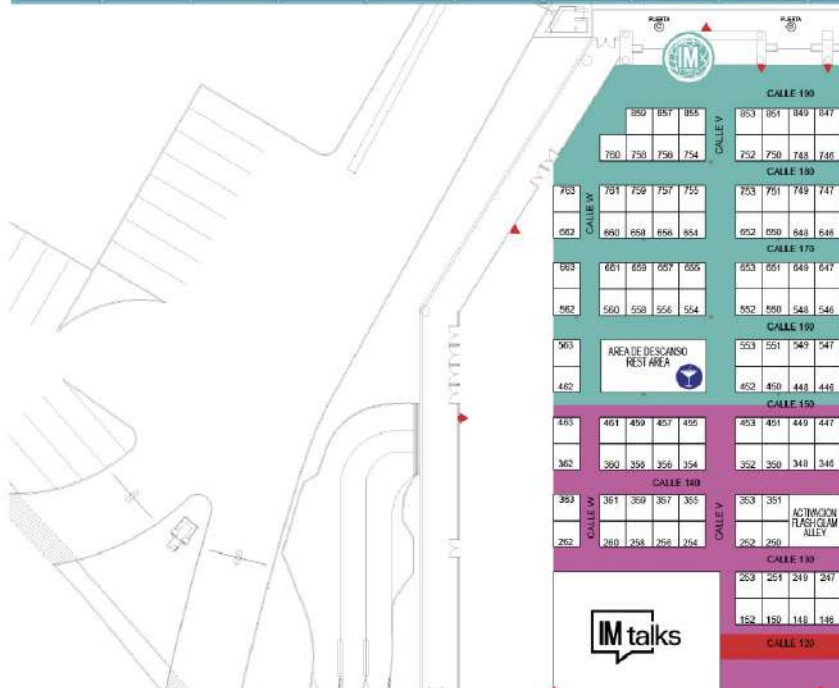 PUERTA PUERTA
IM
CALLE 190
859 857 855 853 851 849 847
CALLE V
760 758 756 754 752 750 748 746
CALLE 180
763 761 759 757 755 753 751 749 747
CALLE W
662 660 658 656 654 652 650 648 646
CALLE 170
663 661 659 657 655 653 651 649 647
562 560 558 556 554 552 550 548 546
CALLE 160
563 553 551 549 547
AREA DE DESCANSO
REST AREA
462 452 450 448 446
CALLE 150
463 461 459 457 455 453 451 449 447
362 360 358 356 354 352 350 348 346
CALLE 140
363 361 359 357 355 353 351
CALLE W
CALLE V
ACTIVACION
FLASH GLAM
ALLEY
262 260 258 256 254 252 250
CALLE 130
253 251 249 247
152 150 148 146
IM talks
CALLE 120